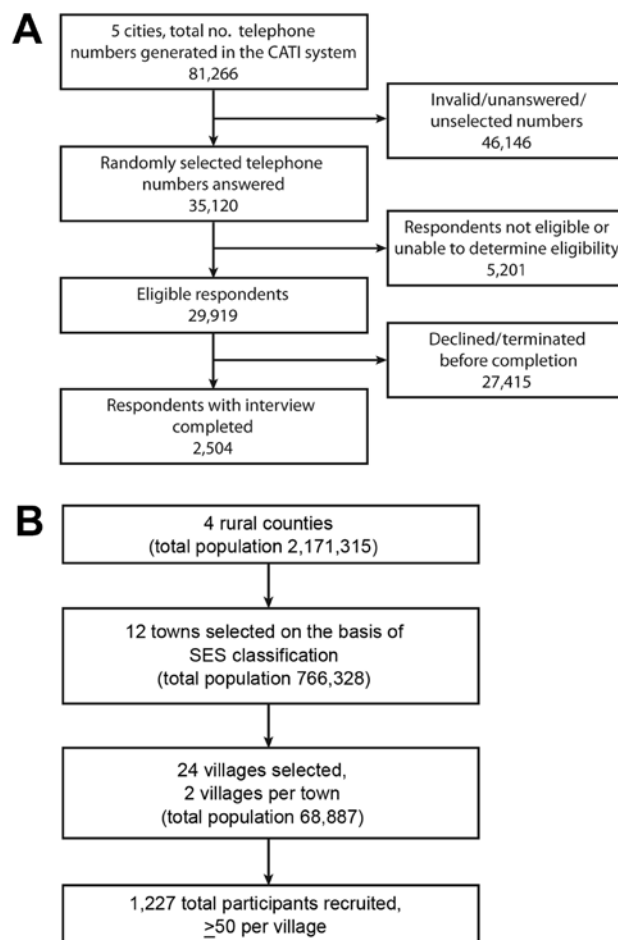 A
5 cities, total no. telephone
numbers generated in the CATI system
81,266
Invalid/unanswered/
unselected numbers
46,146
Randomly selected telephone
numbers answered
35,120
Respondents not eligible or
unable to determine eligibility
5,201
Eligible respondents
29,919
Declined/terminated
before completion
27,415
Respondents with interview
completed
2,504
B
4 rural counties
(total population 2,171,315)
12 towns selected on the basis of
SES classification
(total population 766,328)
24 villages selected,
2 villages per town
(total population 68,887)
1,227 total participants recruited,
≥50 per village